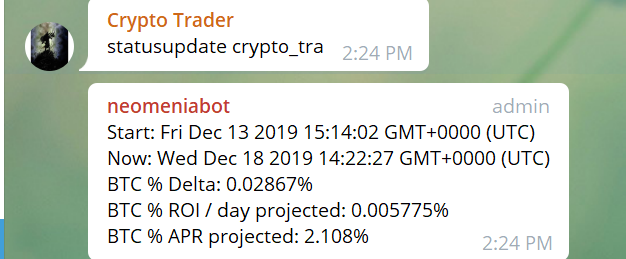 Crypto Trader
statusupdate crypto_tra 2:24 PM
neomeniabot admin
Start: Fri Dec 13 2019 15:14:02 GMT+0000 (UTC)
Now: Wed Dec 18 2019 14:22:27 GMT+0000 (UTC)
BTC % Delta: 0.02867%
BTC % ROI / day projected: 0.005775%
BTC % APR projected: 2.108% 2:24 PM